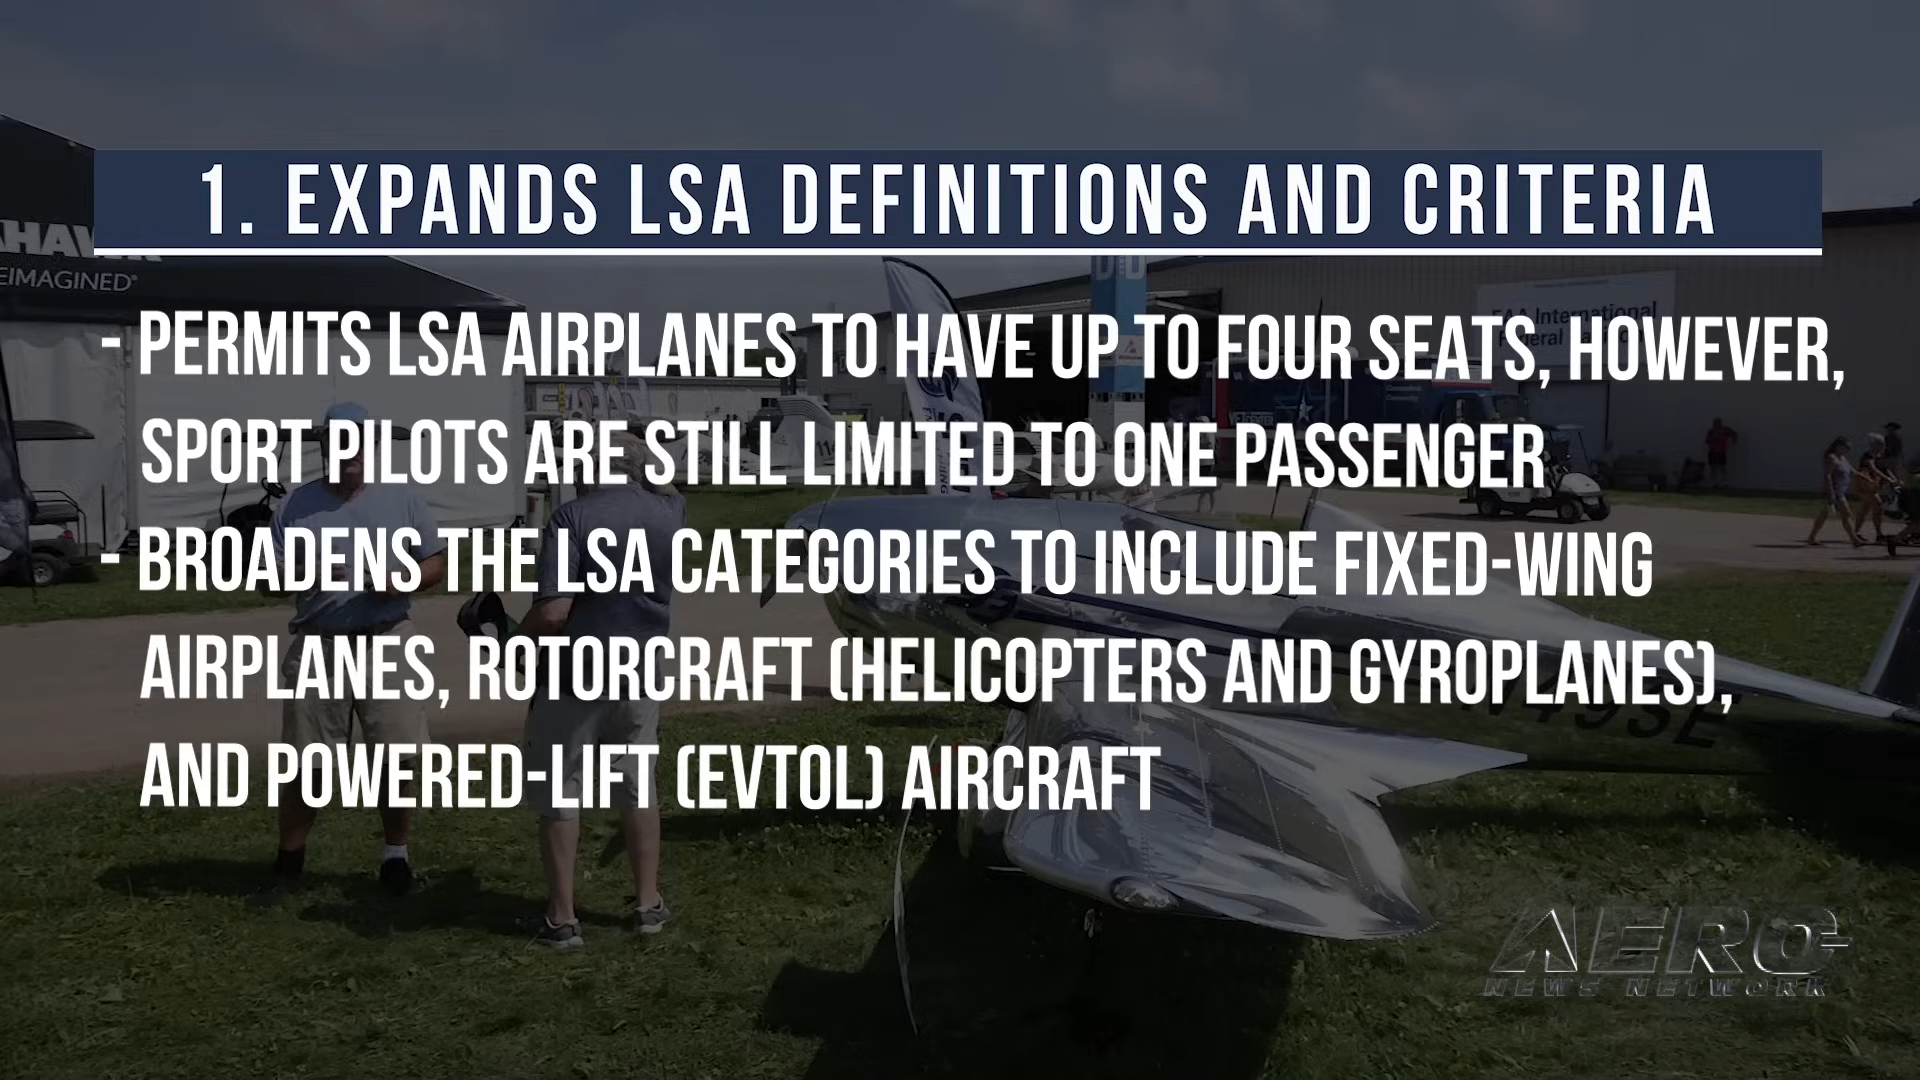 1. EXPANDS LSA DEFINITIONS AND CRITERIA
EIMAGINED
- PERMITS LSA AIRPLANES TO HAVE UP TO FOUR SEATS, HOWEVER,
SPORT PILOTS ARE STILL LIMITED TO ONE PASSENGER
- BROADENS THE LSA CATEGORIES TO INCLUDE FIXED-WING
AIRPLANES, ROTORCRAFT (HELICOPTERS AND GYROPLANES),
AND POWERED-LIFT (EVTOL) AIRCRAFT
AERO
NEWS NETWORK